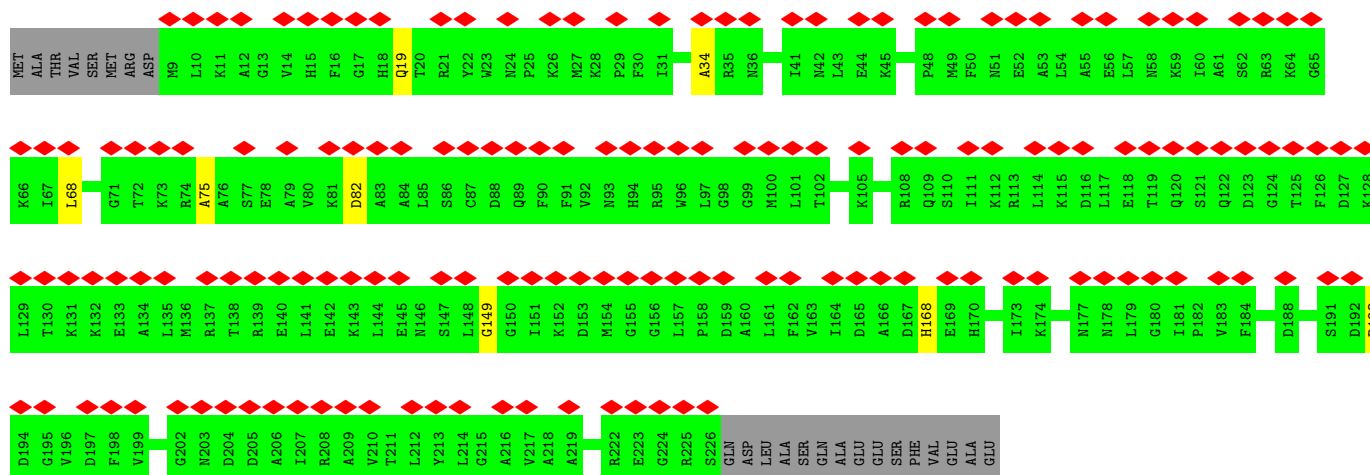 MET ALA THR VAL SER MET ARG ASP M9 L10 K11 A12 G13 V14 H15 F16 G17 H18 Q19 T20 R21 Y22 W23 N24 P25 K26 M27 K28 P29 F30 I31 A34 R35 N36 I41 N42 L43 E44 K45 P48 M49 F50 N51 E52 A53 L54 A55 E56 L57 N58 K59 I60 A61 S62 R63 K64 G65
K66 I67 L68 G71 T72 K73 R74 A75 A76 S77 E78 A79 V80 K81 D82 A83 A84 L85 S86 C87 D88 Q89 F90 F91 V92 N93 H94 R95 W96 L97 G98 G99 M100 L101 T102 K105 R108 Q109 S110 I111 K112 R113 L114 K115 D116 L117 E118 T119 Q120 S121 Q122 D123 G124 T125 F126 D127 K128
L129 T130 K131 K132 E133 A134 L135 M136 R137 T138 R139 E140 L141 E142 K143 L144 E145 N146 S147 L148 G149 G150 I151 K152 D153 M154 G155 G156 L157 P158 D159 A160 L161 F162 V163 I164 D165 A166 D167 H168 E169 H170 I173 K174 N177 N178 L179 G180 I181 P182 V183 F184 D188 S191 D192
D194 G195 V196 D197 F198 V199 G202 N203 D204 D205 A206 I207 R208 A209 V210 T211 L212 Y213 L214 G215 A216 V217 A218 A219 R222 E223 G224 R225 S226 GLN ASP LEU ALA SER GLN ALA GLU GLU SER PHE VAL GLU ALA GLU